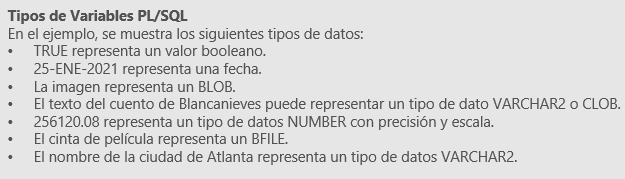 Tipos de Variables PL/SQL
En el ejemplo, se muestra los siguientes tipos de datos:
• TRUE representa un valor booleano.
• 25-ENE-2021 representa una fecha.
• La imagen representa un BLOB.
• El texto del cuento de Blancanieves puede representar un tipo de dato VARCHAR2 o CLOB.
• 256120.08 representa un tipo de datos NUMBER con precisión y escala.
• El cinta de película representa un BFILE.
• El nombre de la ciudad de Atlanta representa un tipo de datos VARCHAR2.